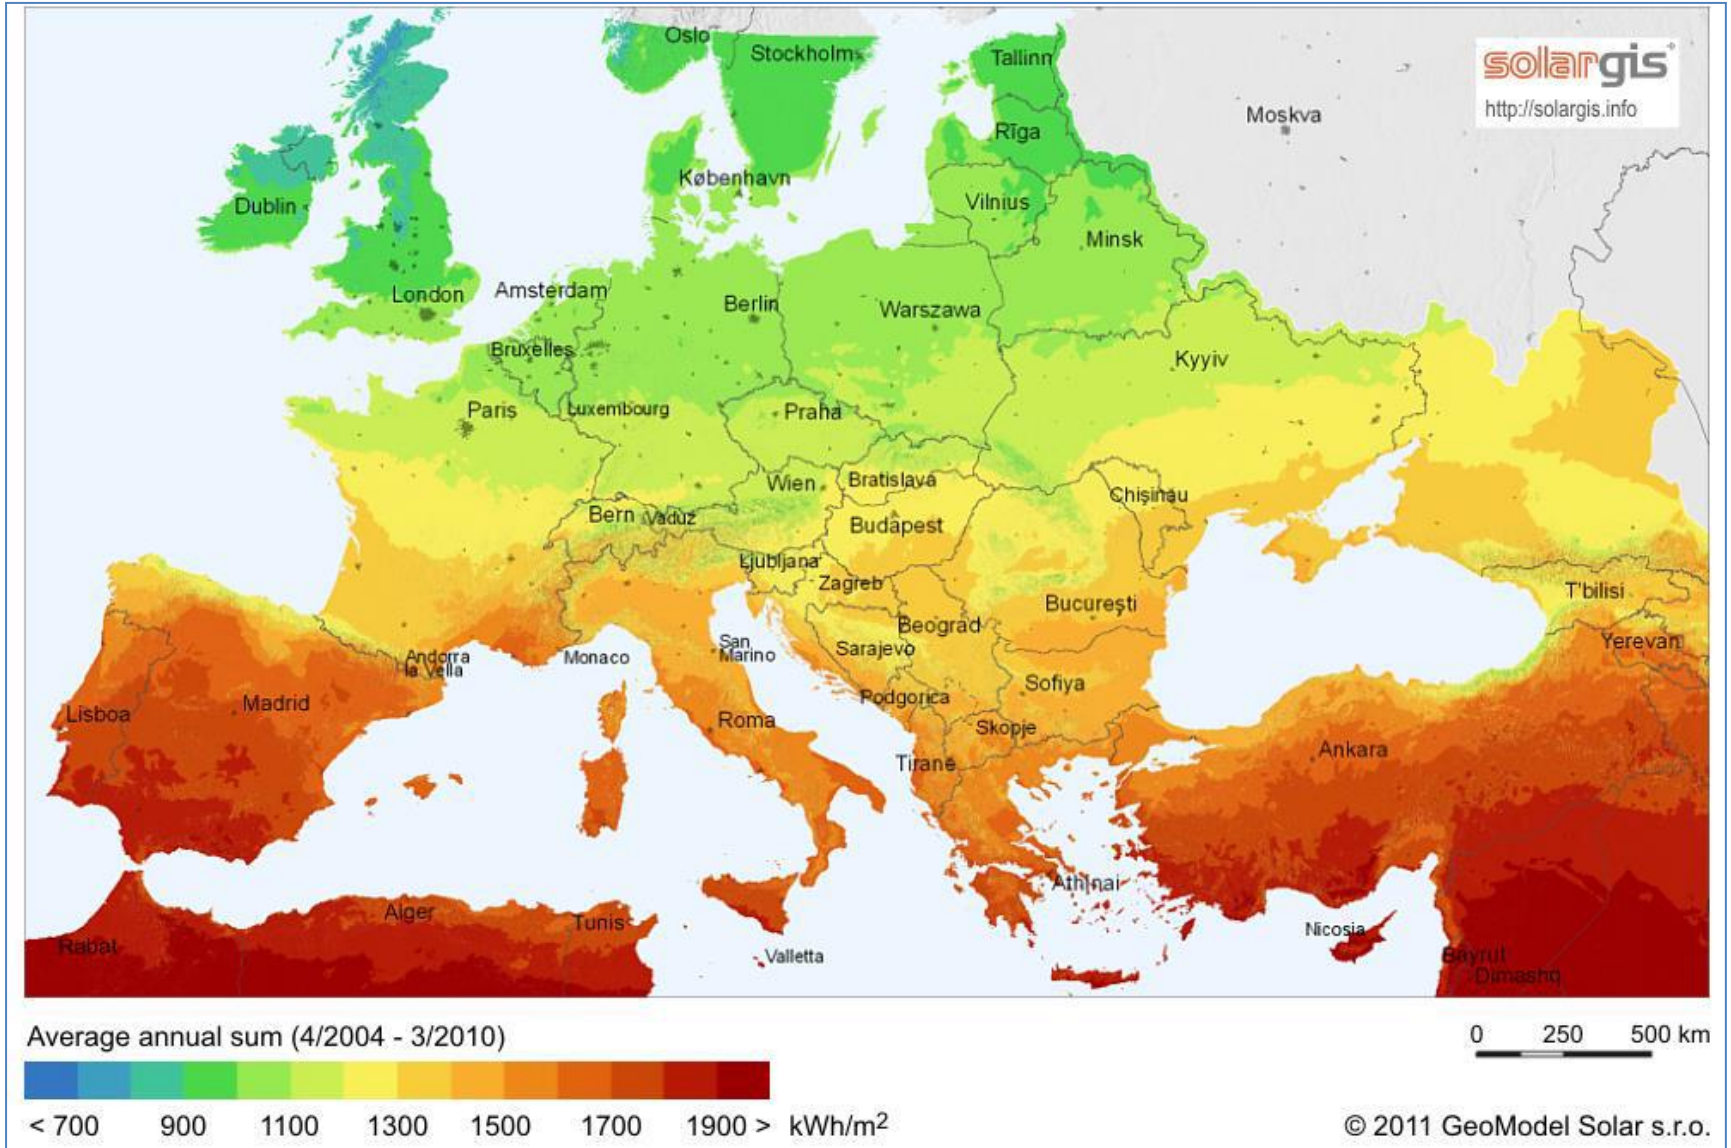 Oslo
Stockholm
Tallinn
solargis
http://solargis.info
Moskva
Rīga
København
Dublin
Vilnius
Minsk
London
Amsterdam
Berlin
Warszawa
Bruxelles
Kyyiv
Paris
Luxembourg
Praha
Wien
Bratislava
Chişinau
Bern
Vaduz
Budapest
Ljubljana
Zagreb
T'bilisi
Bucureşti
Beograd
San
Marino
Sarajevo
Yerevan
Monaco
Andorra
la Vella
Madrid
Podgorica
Sofiya
Lisboa
Roma
Skopje
Ankara
Tiranë
Athínai
Alger
Tunis
Nicosia
Rabat
Valletta
Bayrut
Dimashq
Average annual sum (4/2004 - 3/2010)
0 250 500 km
< 700 900 1100 1300 1500 1700 1900 > kWh/m2
© 2011 GeoModel Solar s.r.o.